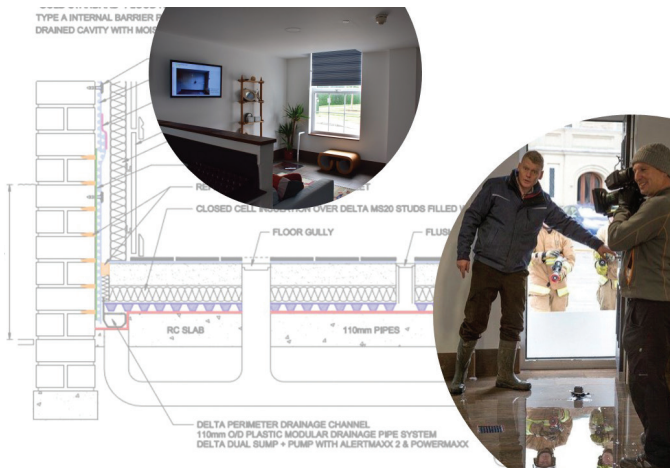 TYPE A INTERNAL BARRIER
DRAINED CAVITY WITH
CLOSED CELL INSULATION OVER DELTA MS20 STUDS FILLED
FLOOR GULLY
RC SLAB
110mm PIPES
DELTA PERIMETER DRAINAGE CHANNEL
110mm O/D PLASTIC MODULAR DRAINAGE PIPE SYSTEM
DELTA DUAL SUMP + PUMP WITH ALERTMAXX 2 & POWERMAXX